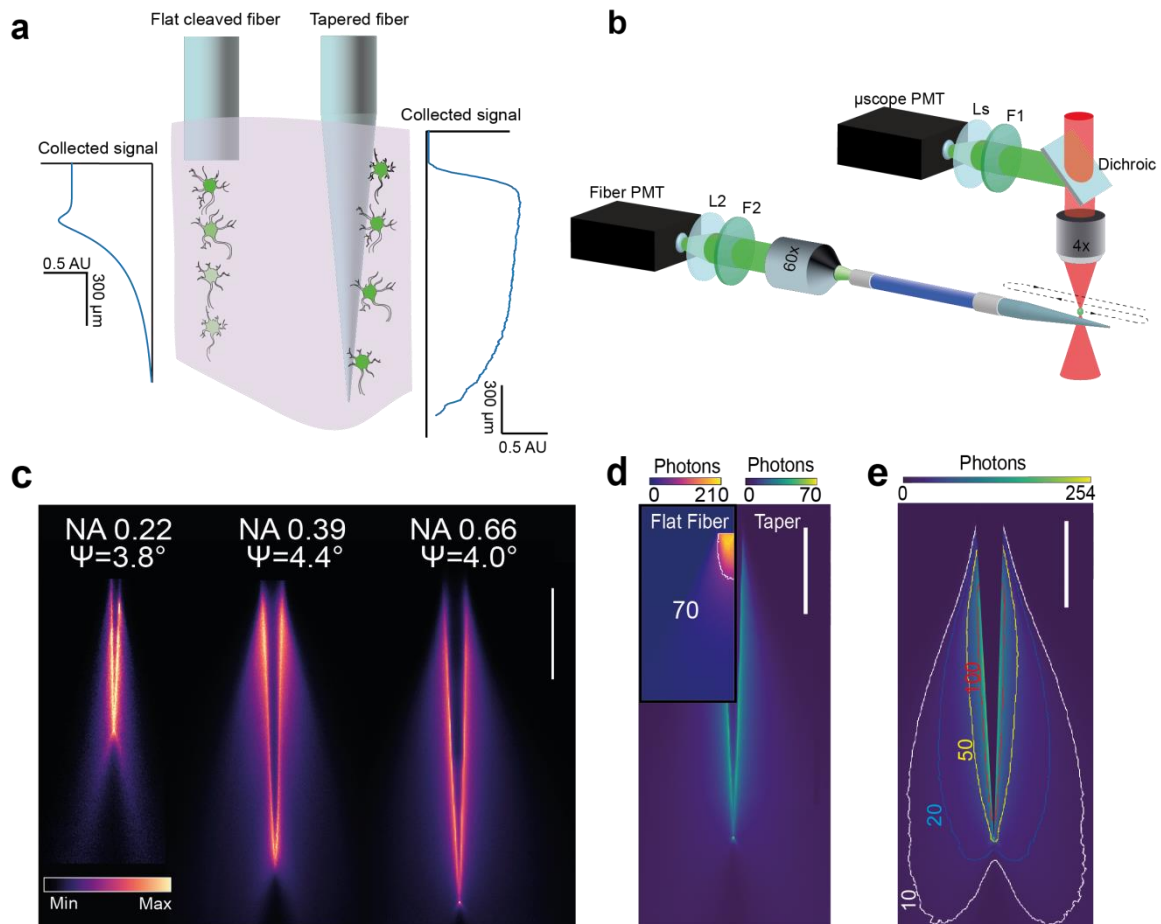 a
Flat cleaved fiber
Tapered fiber
Collected signal
Collected signal
0.5 AU
300 µm
300 µm
0.5 AU
b
µscope PMT
Ls
F1
Dichroic
Fiber PMT
L2
F2
60x
4x
c
NA 0.22
Ψ=3.8°
NA 0.39
Ψ=4.4°
NA 0.66
Ψ=4.0°
Min
Max
d
Photons
0
210
Photons
0
70
Flat Fiber
Taper
70
e
Photons
0
254
100
50
20
10